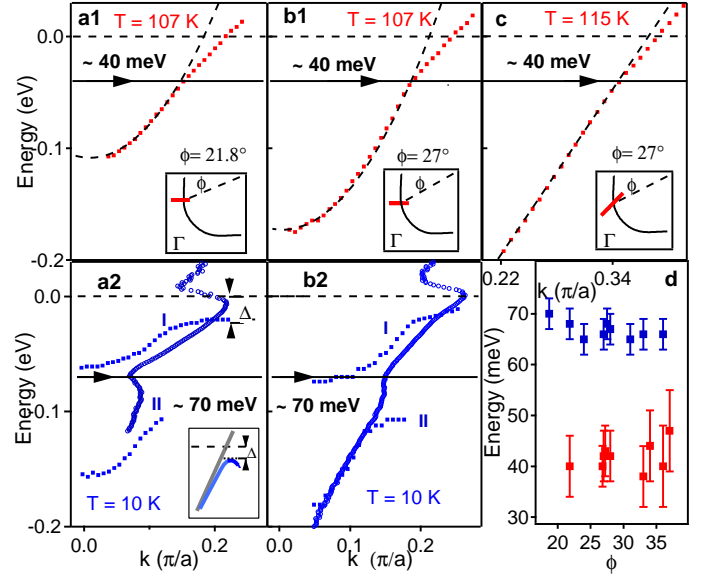 a1
T = 107 K
b1
T = 107 K
c
T = 115 K
0.0
~ 40 meV
~ 40 meV
~ 40 meV
Energy (eV)
-0.1
ϕ= 21.8°
ϕ= 27°
ϕ= 27°
ϕ
ϕ
ϕ
Γ
Γ
Γ
-0.2
0.22
0.34
k (π/a)
a2
b2
d
0.0
I
Δ
I
Energy (eV)
-0.1
II
~ 70 meV
~ 70 meV
II
Δ
T = 10 K
T = 10 K
-0.2
0.0
0.2
0.0
0.2
k (π/a)
k (π/a)
80
70
60
50
40
30
Energy (meV)
20
25
30
35
ϕ